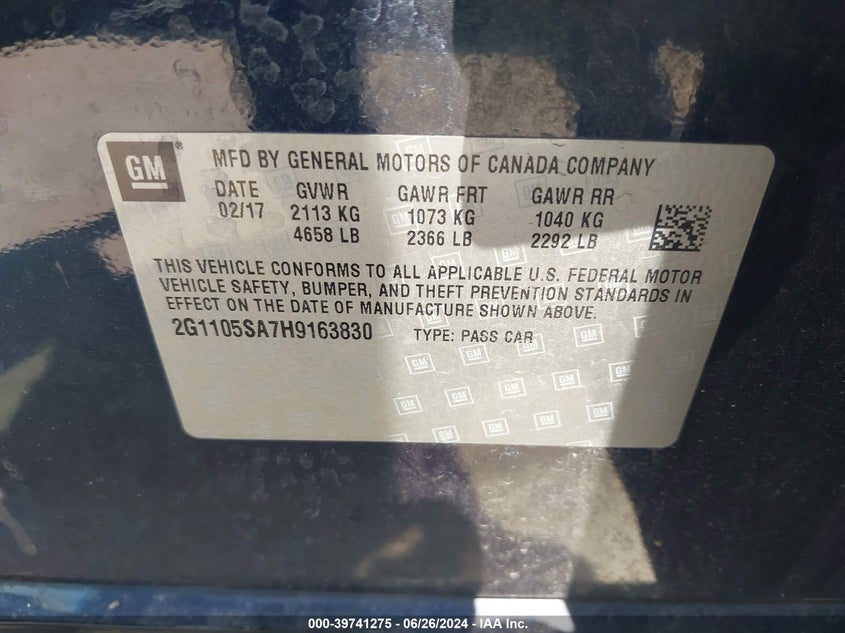 GM
MFD BY GENERAL MOTORS OF CANADA COMPANY
DATE GVWR GAWR FRT GAWR RR
02/17 2113 KG 1073 KG 1040 KG
4658 LB 2366 LB 2292 LB
THIS VEHICLE CONFORMS TO ALL APPLICABLE U.S. FEDERAL MOTOR
VEHICLE SAFETY, BUMPER, AND THEFT PREVENTION STANDARDS IN
EFFECT ON THE DATE OF MANUFACTURE SHOWN ABOVE.
2G1105SA7H9163830 TYPE: PASS CAR
000-39741275 - 06/26/2024 - IAA Inc.